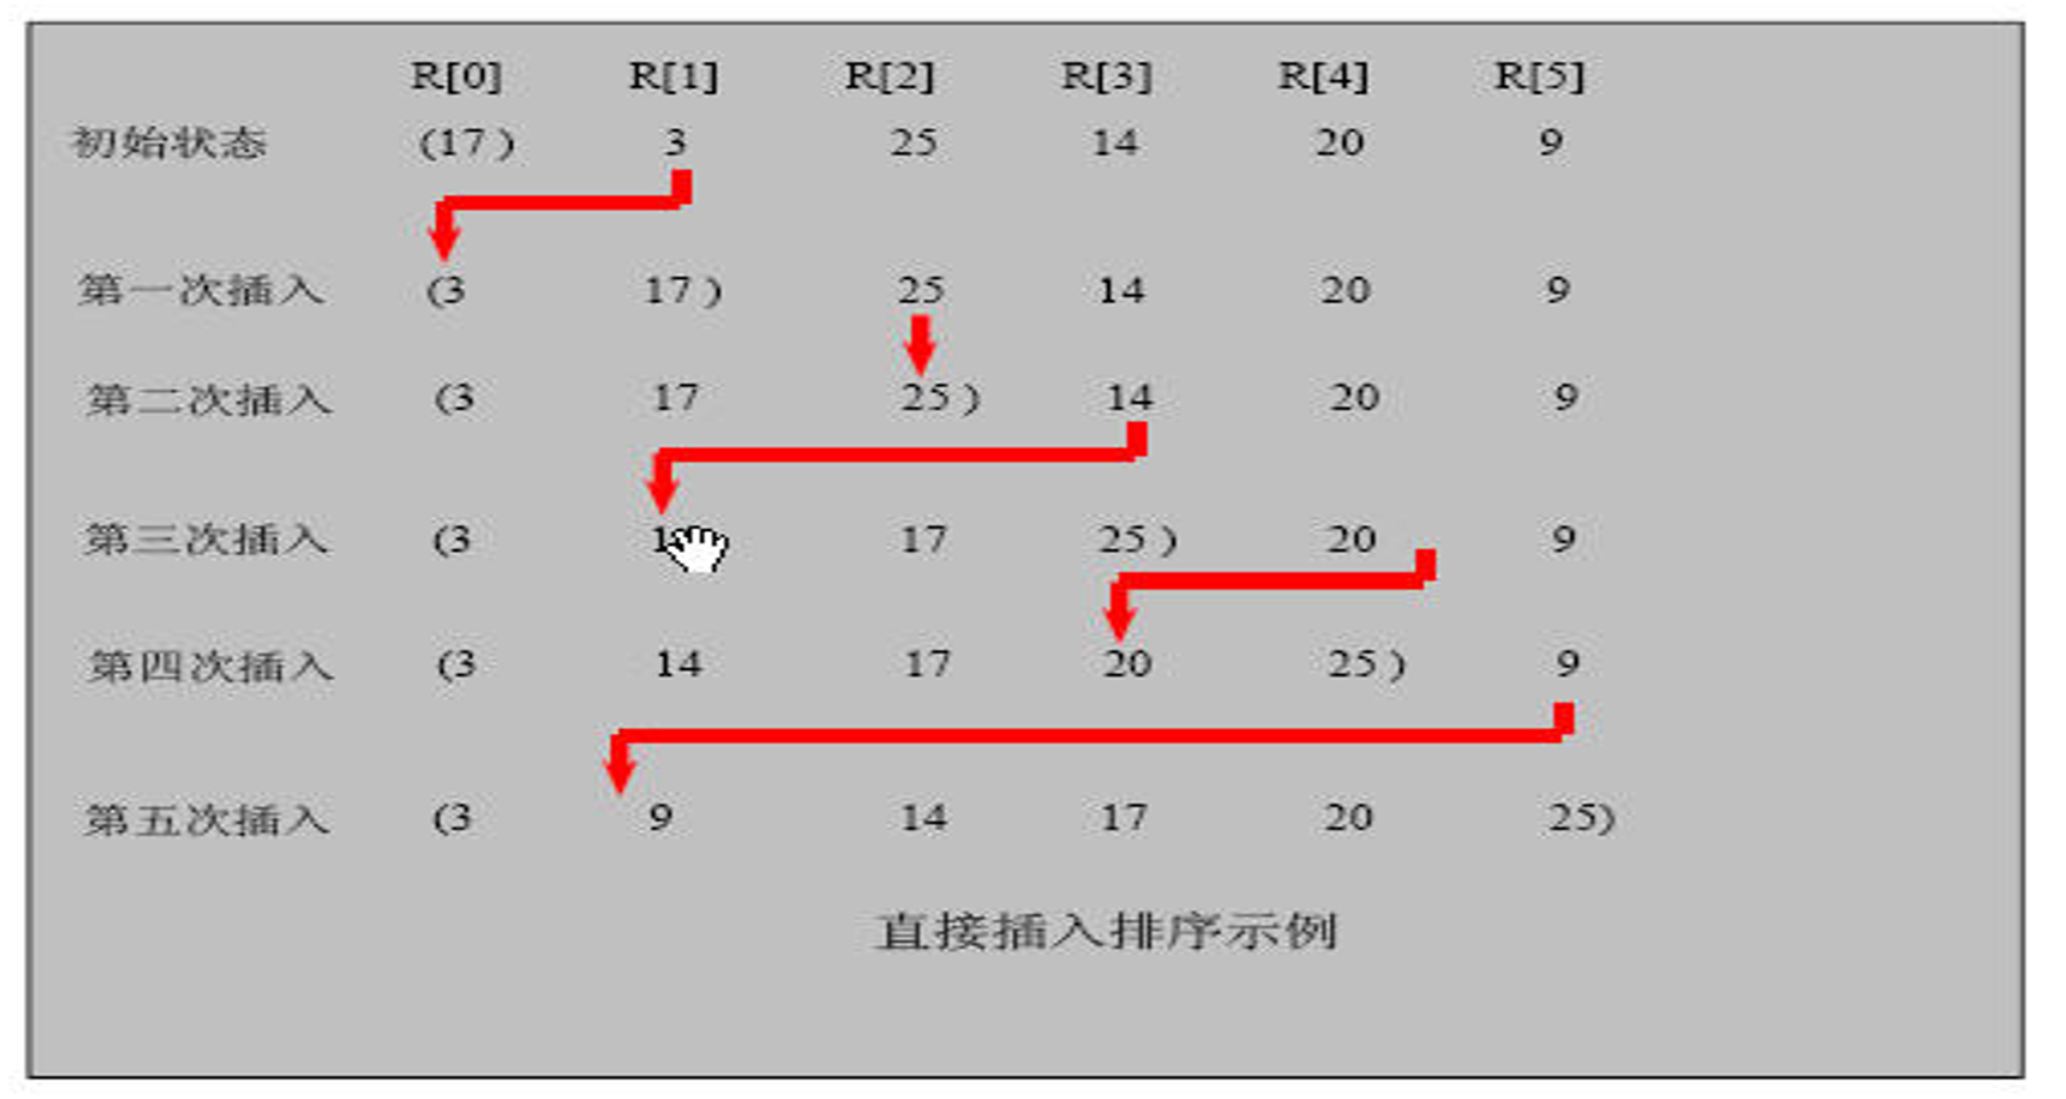 R[0] R[1] R[2] R[3] R[4] R[5]
初始状态 (17) 3 25 14 20 9
第一次插入 (3 17) 25 14 20 9
第二次插入 (3 17 25) 14 20 9
第三次插入 (3 17 25) 20 9
第四次插入 (3 14 17 20 25) 9
第五次插入 (3 9 14 17 20 25)
直接插入排序示例